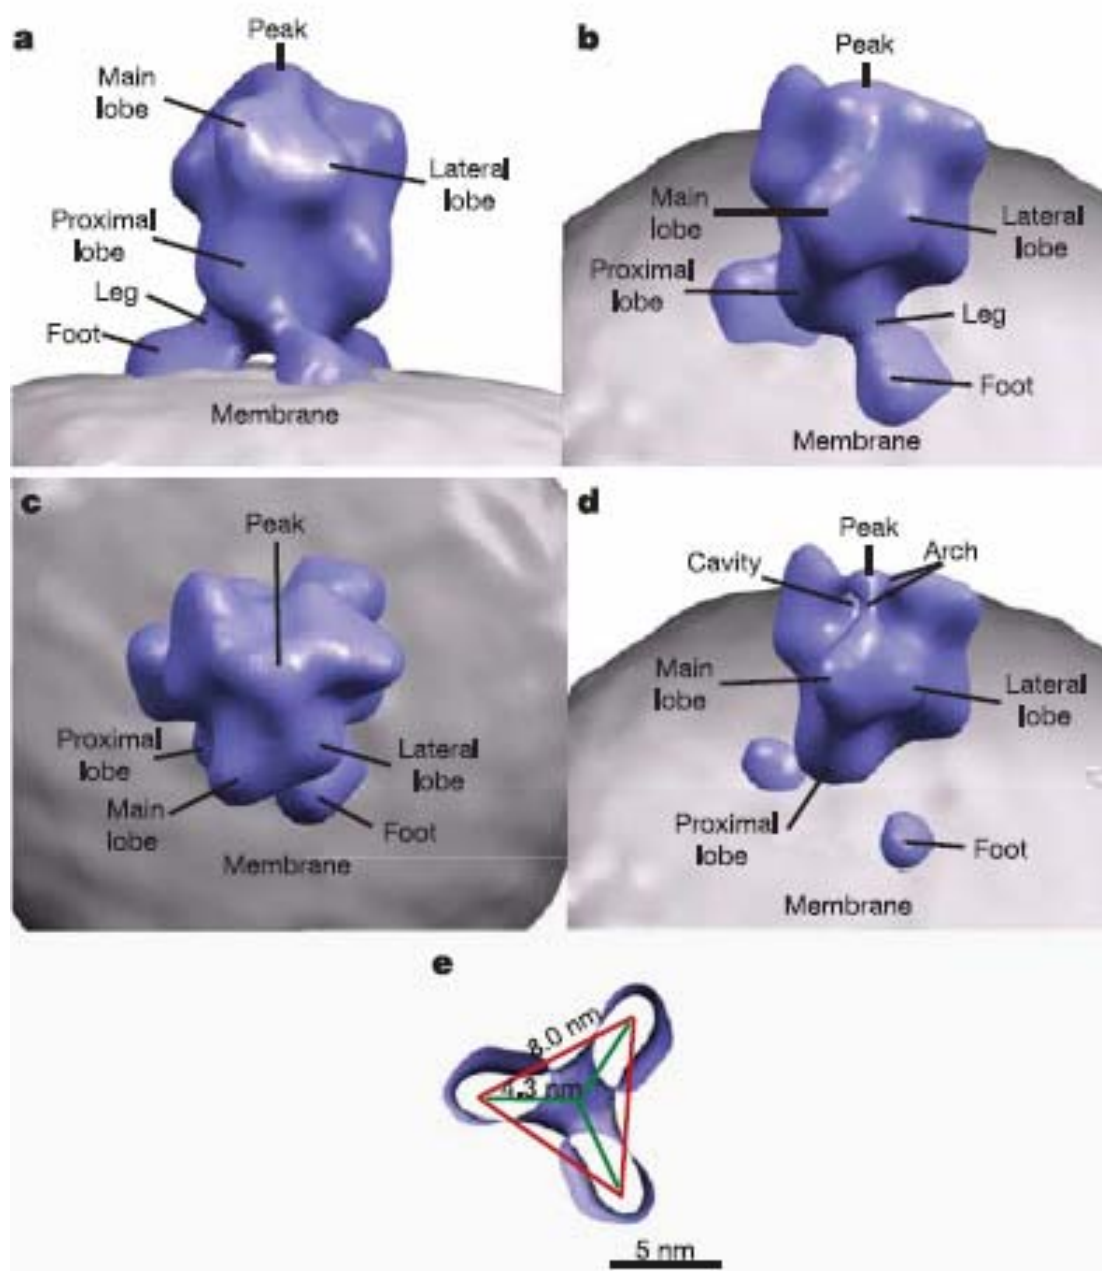 a
Peak
Main
lobe
Lateral
lobe
Proximal
lobe
Leg
Foot
Membrane
b
Peak
Main
lobe
Lateral
lobe
Proximal
lobe
Leg
Foot
Membrane
c
Peak
Proximal
lobe
Lateral
lobe
Main
lobe
Foot
Membrane
d
Peak
Cavity
Arch
Main
lobe
Lateral
lobe
Proximal
lobe
Foot
Membrane
e
8.0 nm
4.3 nm
5 nm